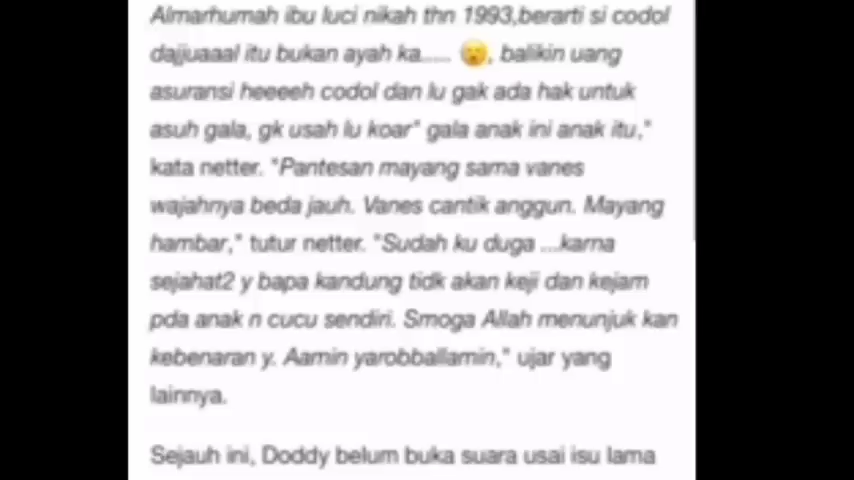 Almarhumah ibu luci nikah thn 1993,berarti si codol
dajjuaaal itu bukan ayah ka..... 😮, balikin uang
asuransi heeeeh codol dan lu gak ada hak untuk
asuh gala, gk usah lu koar" gala anak ini anak itu,"
kata netter. "Pantesan mayang sama vanes
wajahnya beda jauh. Vanes cantik anggun. Mayang
hambar," tutur netter. "Sudah ku duga ...karna
sejahat2 y bapa kandung tidk akan keji dan kejam
pda anak n cucu sendiri. Smoga Allah menunjuk kan
kebenaran y. Aamin yarobballamin," ujar yang
lainnya.
Sejauh ini, Doddy belum buka suara usai isu lama